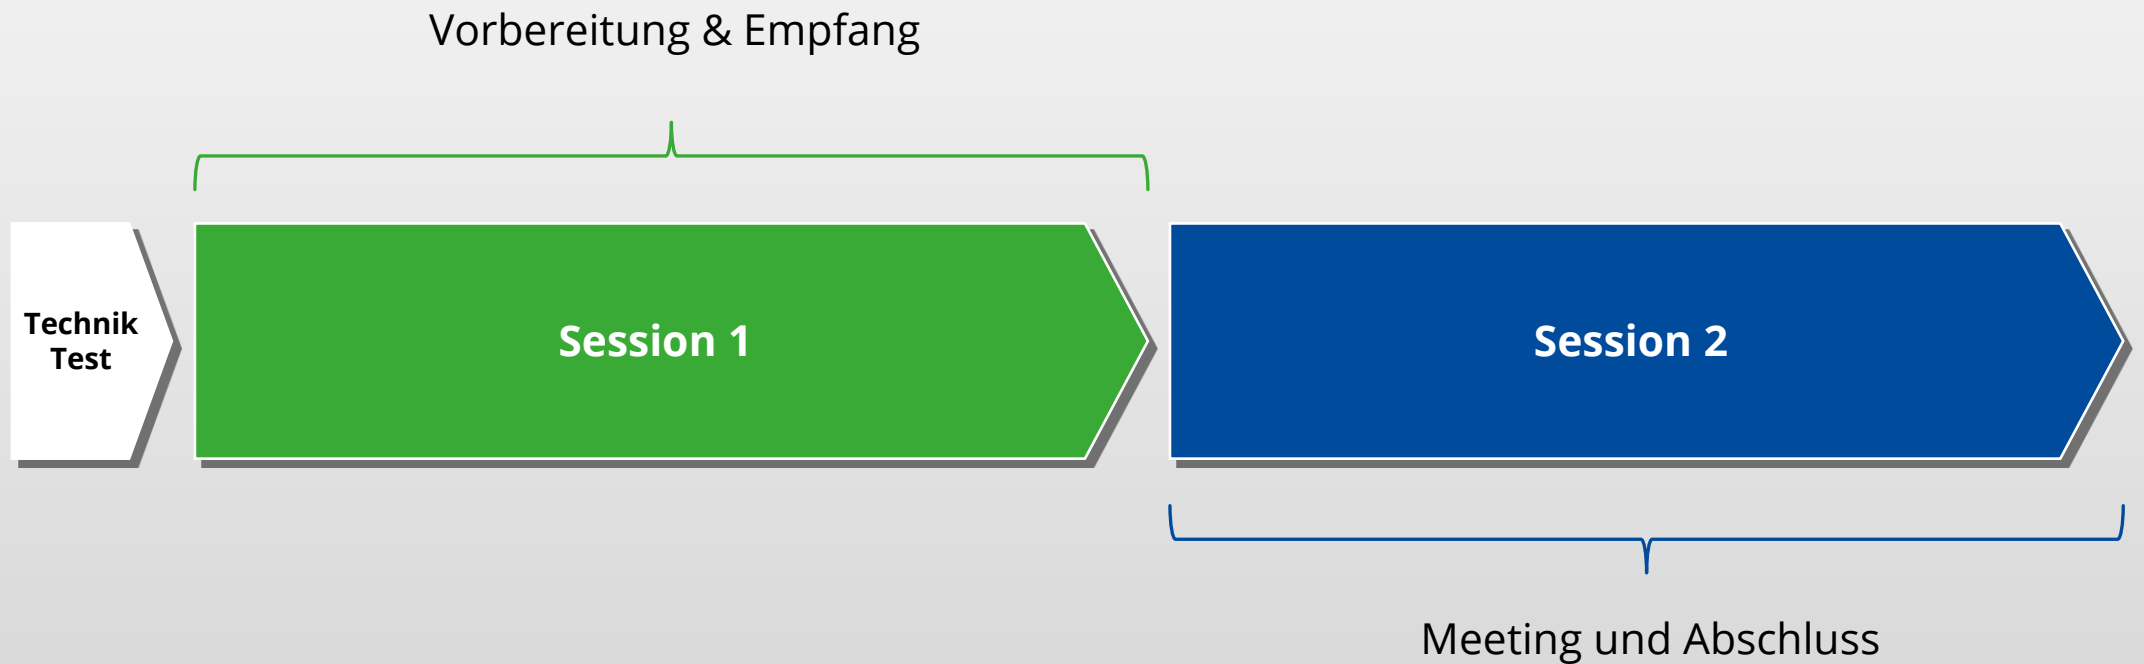 Vorbereitung & Empfang
Technik
Test
Session 1
Session 2
Meeting und Abschluss